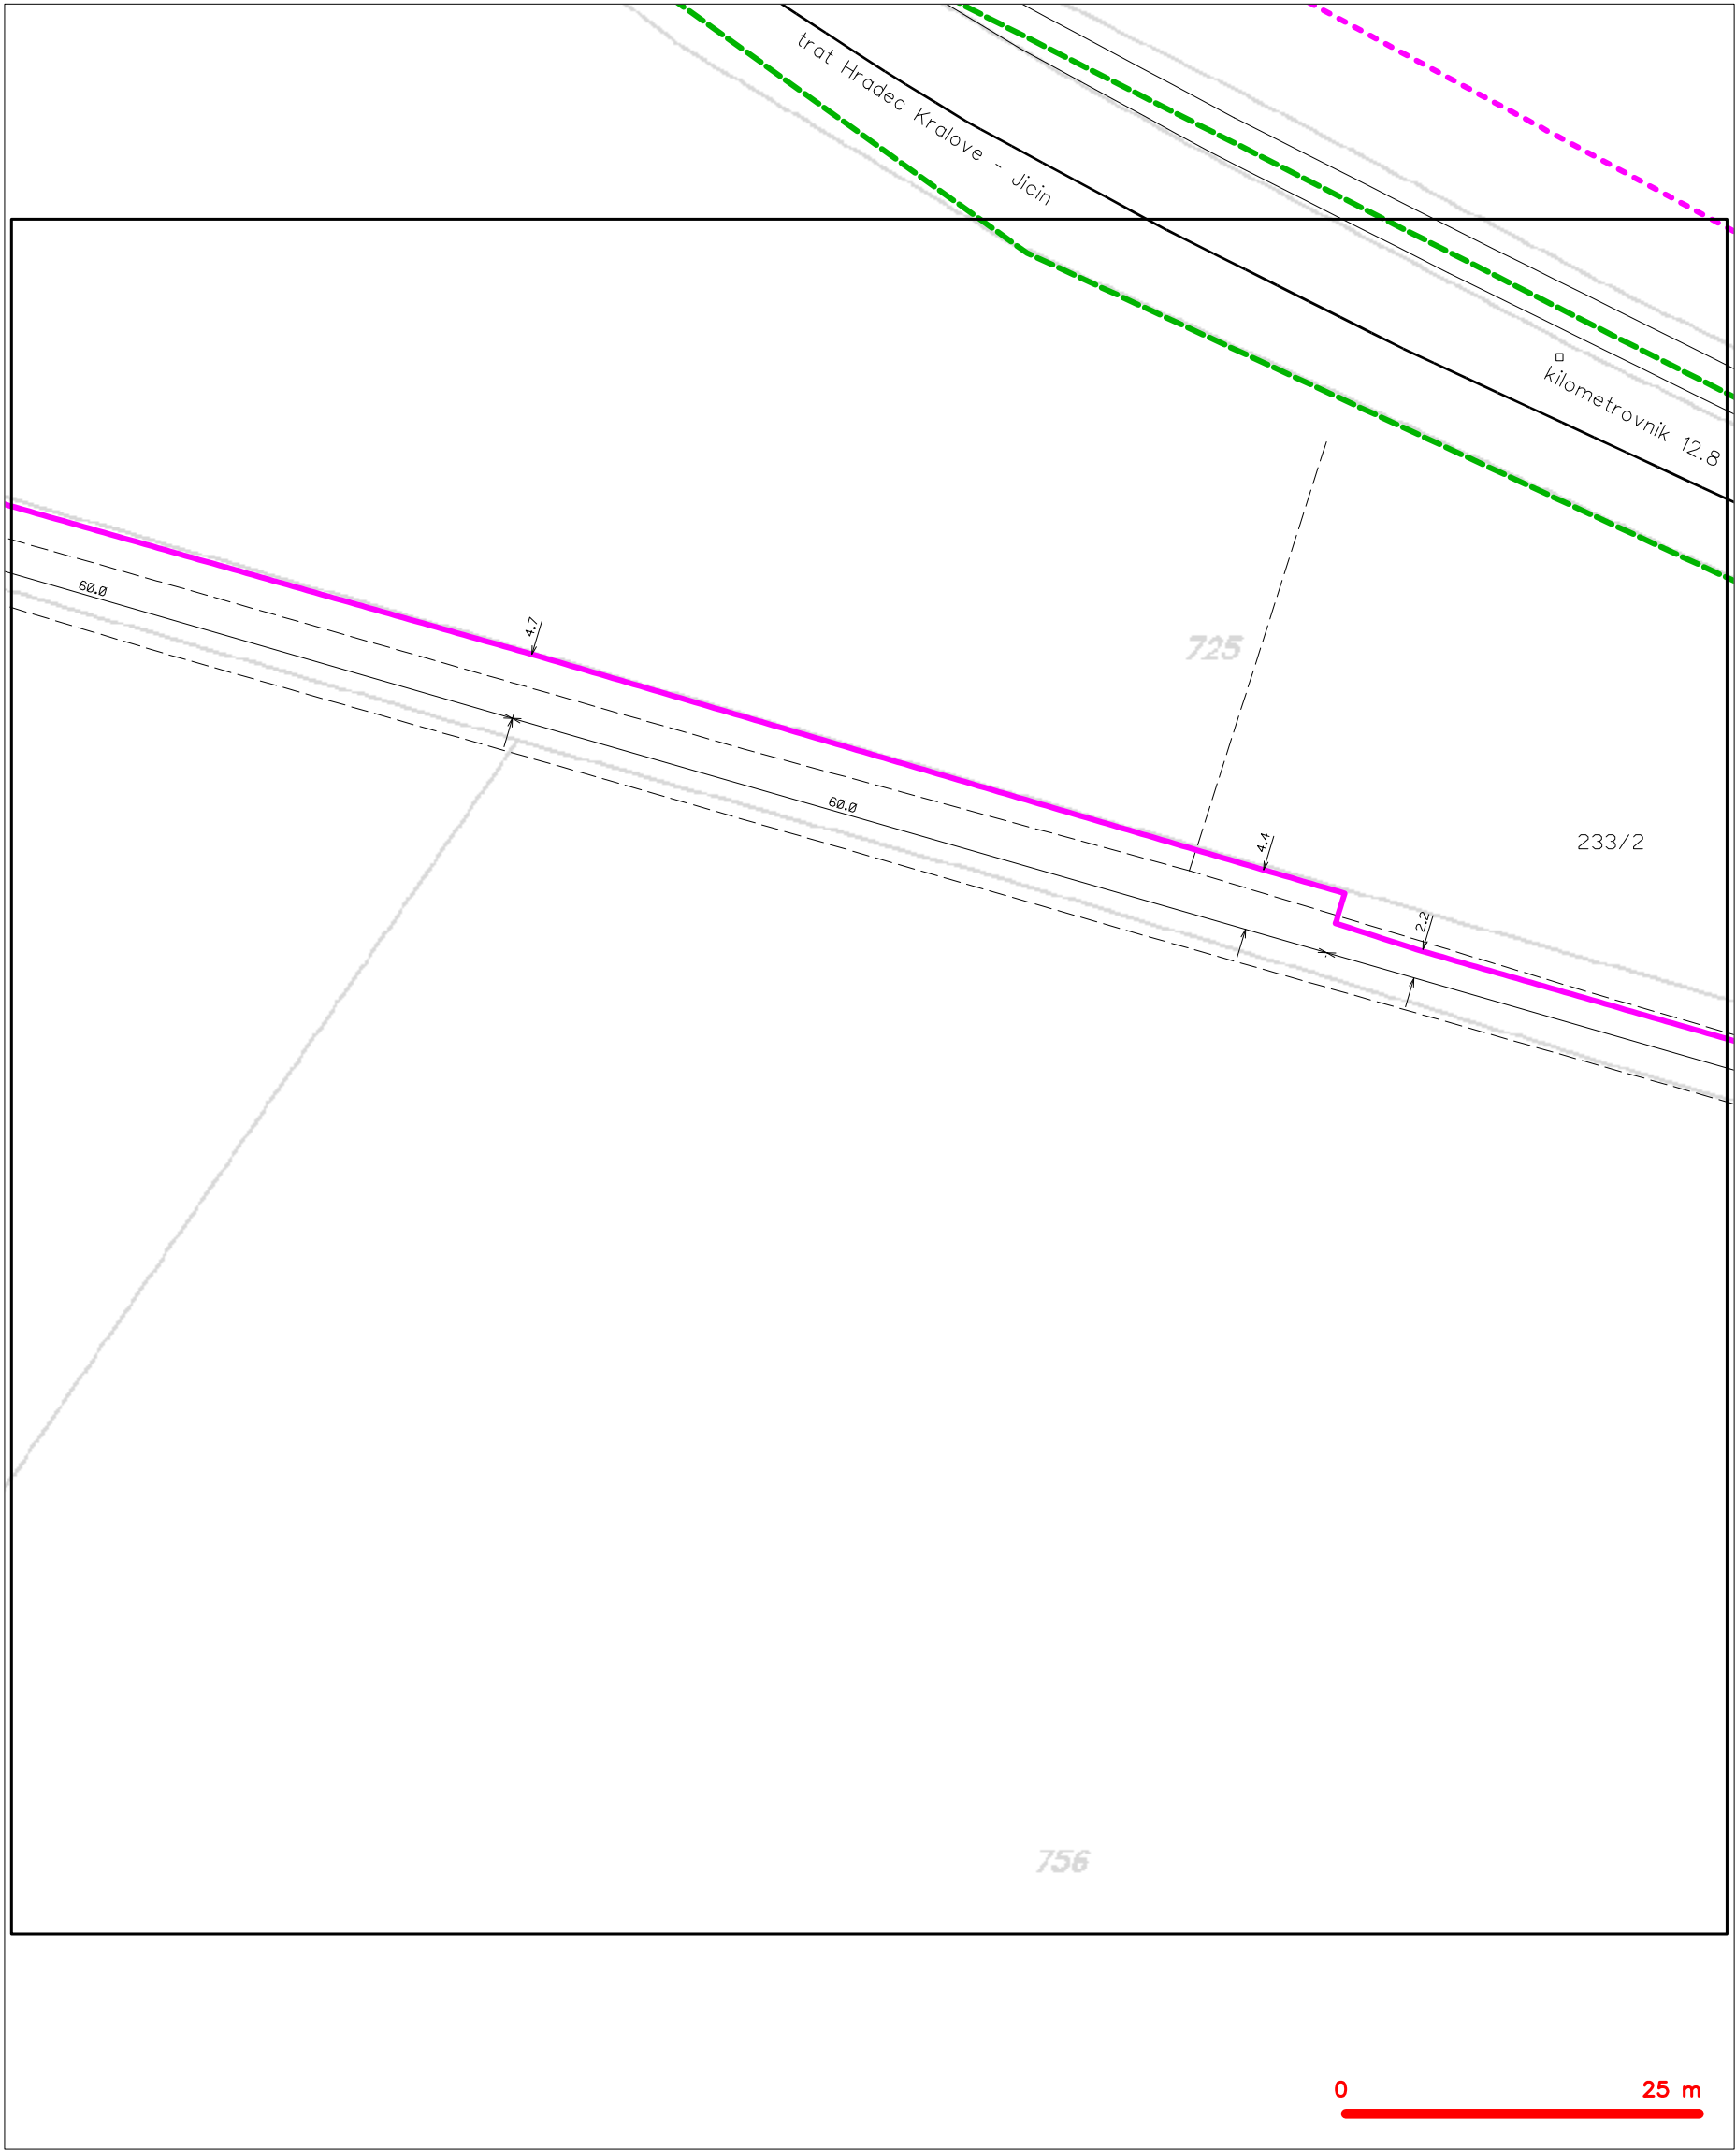 trat Hradec Kralove - Jicin
kilometrovnik 12.8
60.0
4.7
725
60.0
4.4
233/2
2.2
756
0 25 m